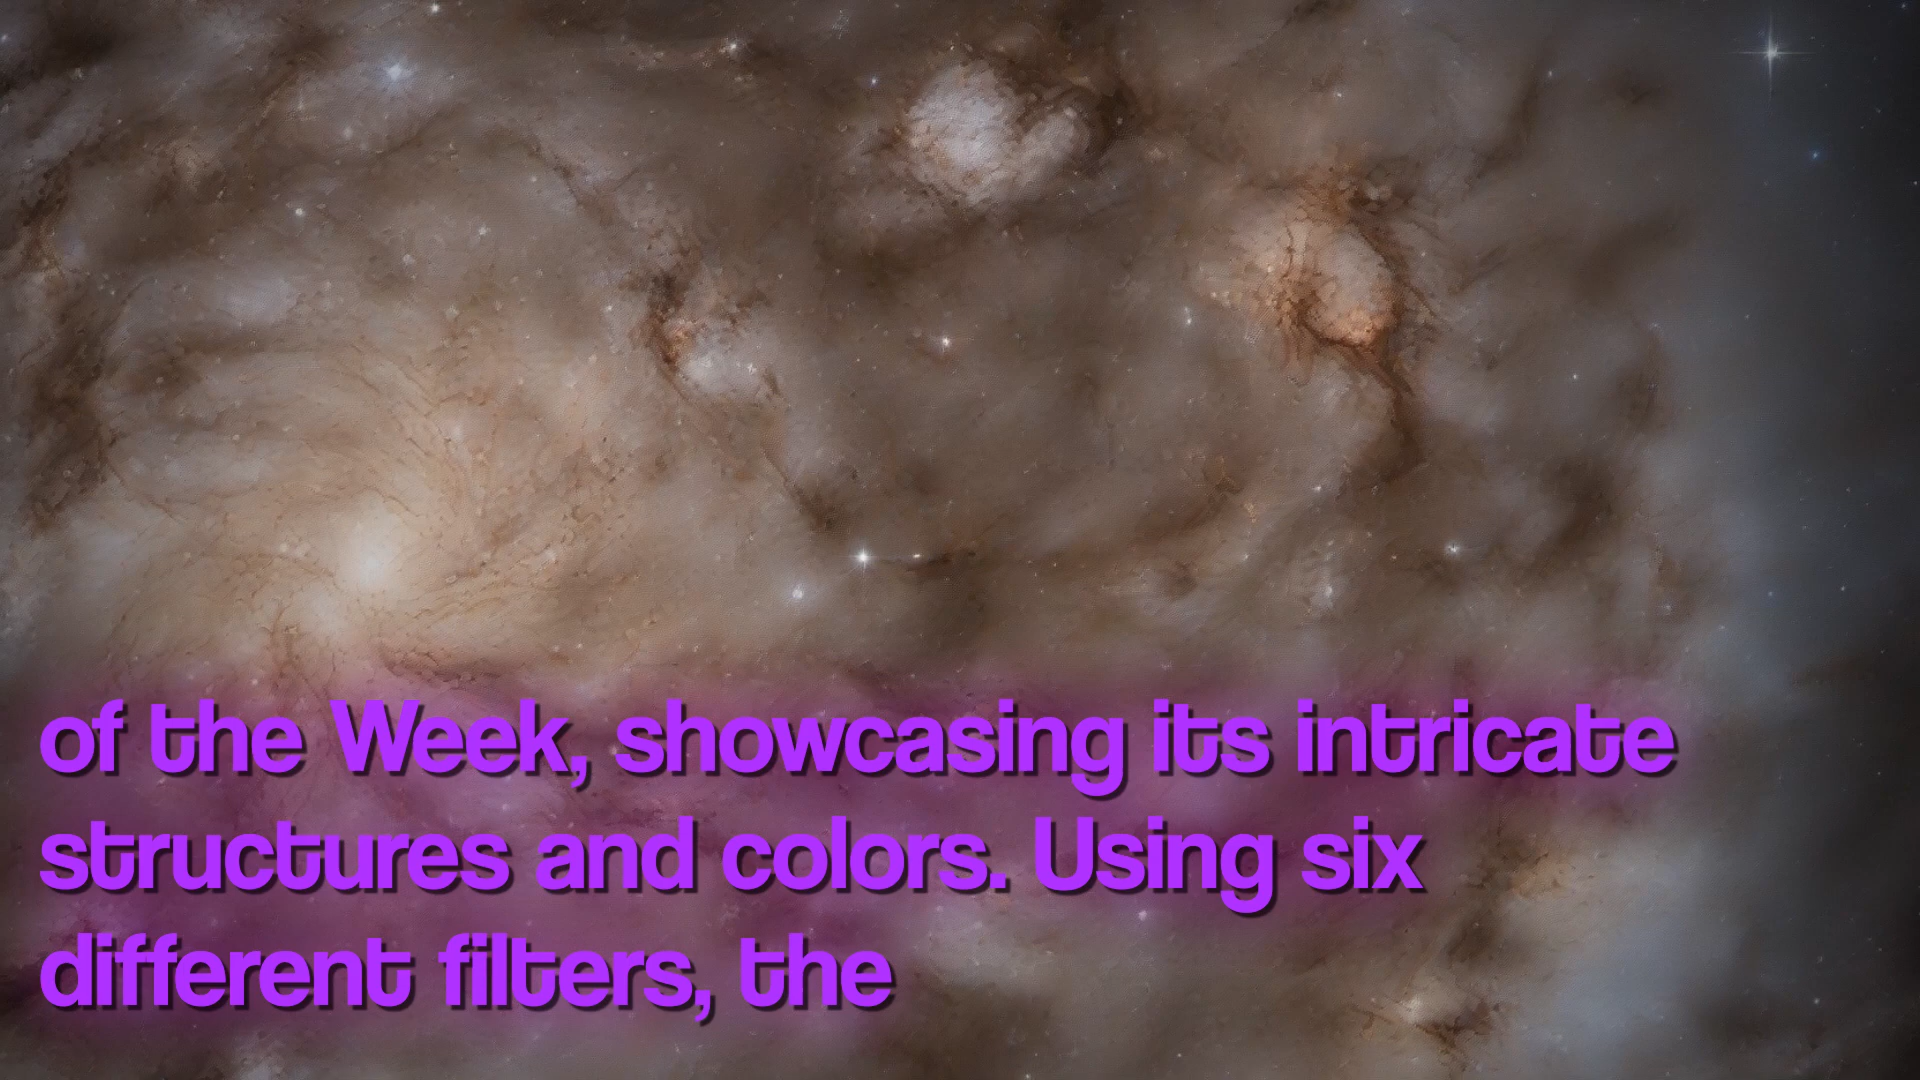 of the Week, showcasing its intricate
structures and colors. Using six
different filters, the